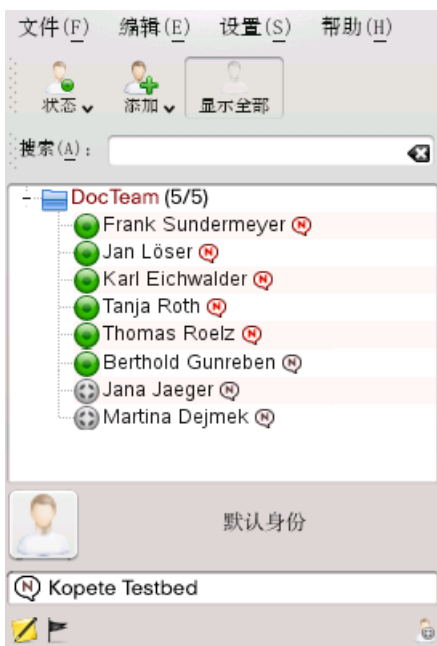 文件(F) 编辑(E) 设置(S) 帮助(H)
状态 添加 显示全部
搜索(A):
DocTeam (5/5)
Frank Sundermeyer
Jan Löser
Karl Eichwalder
Tanja Roth
Thomas Roelz
Berthold Gunreben
Jana Jaeger
Martina Dejmek
默认身份
Kopete Testbed